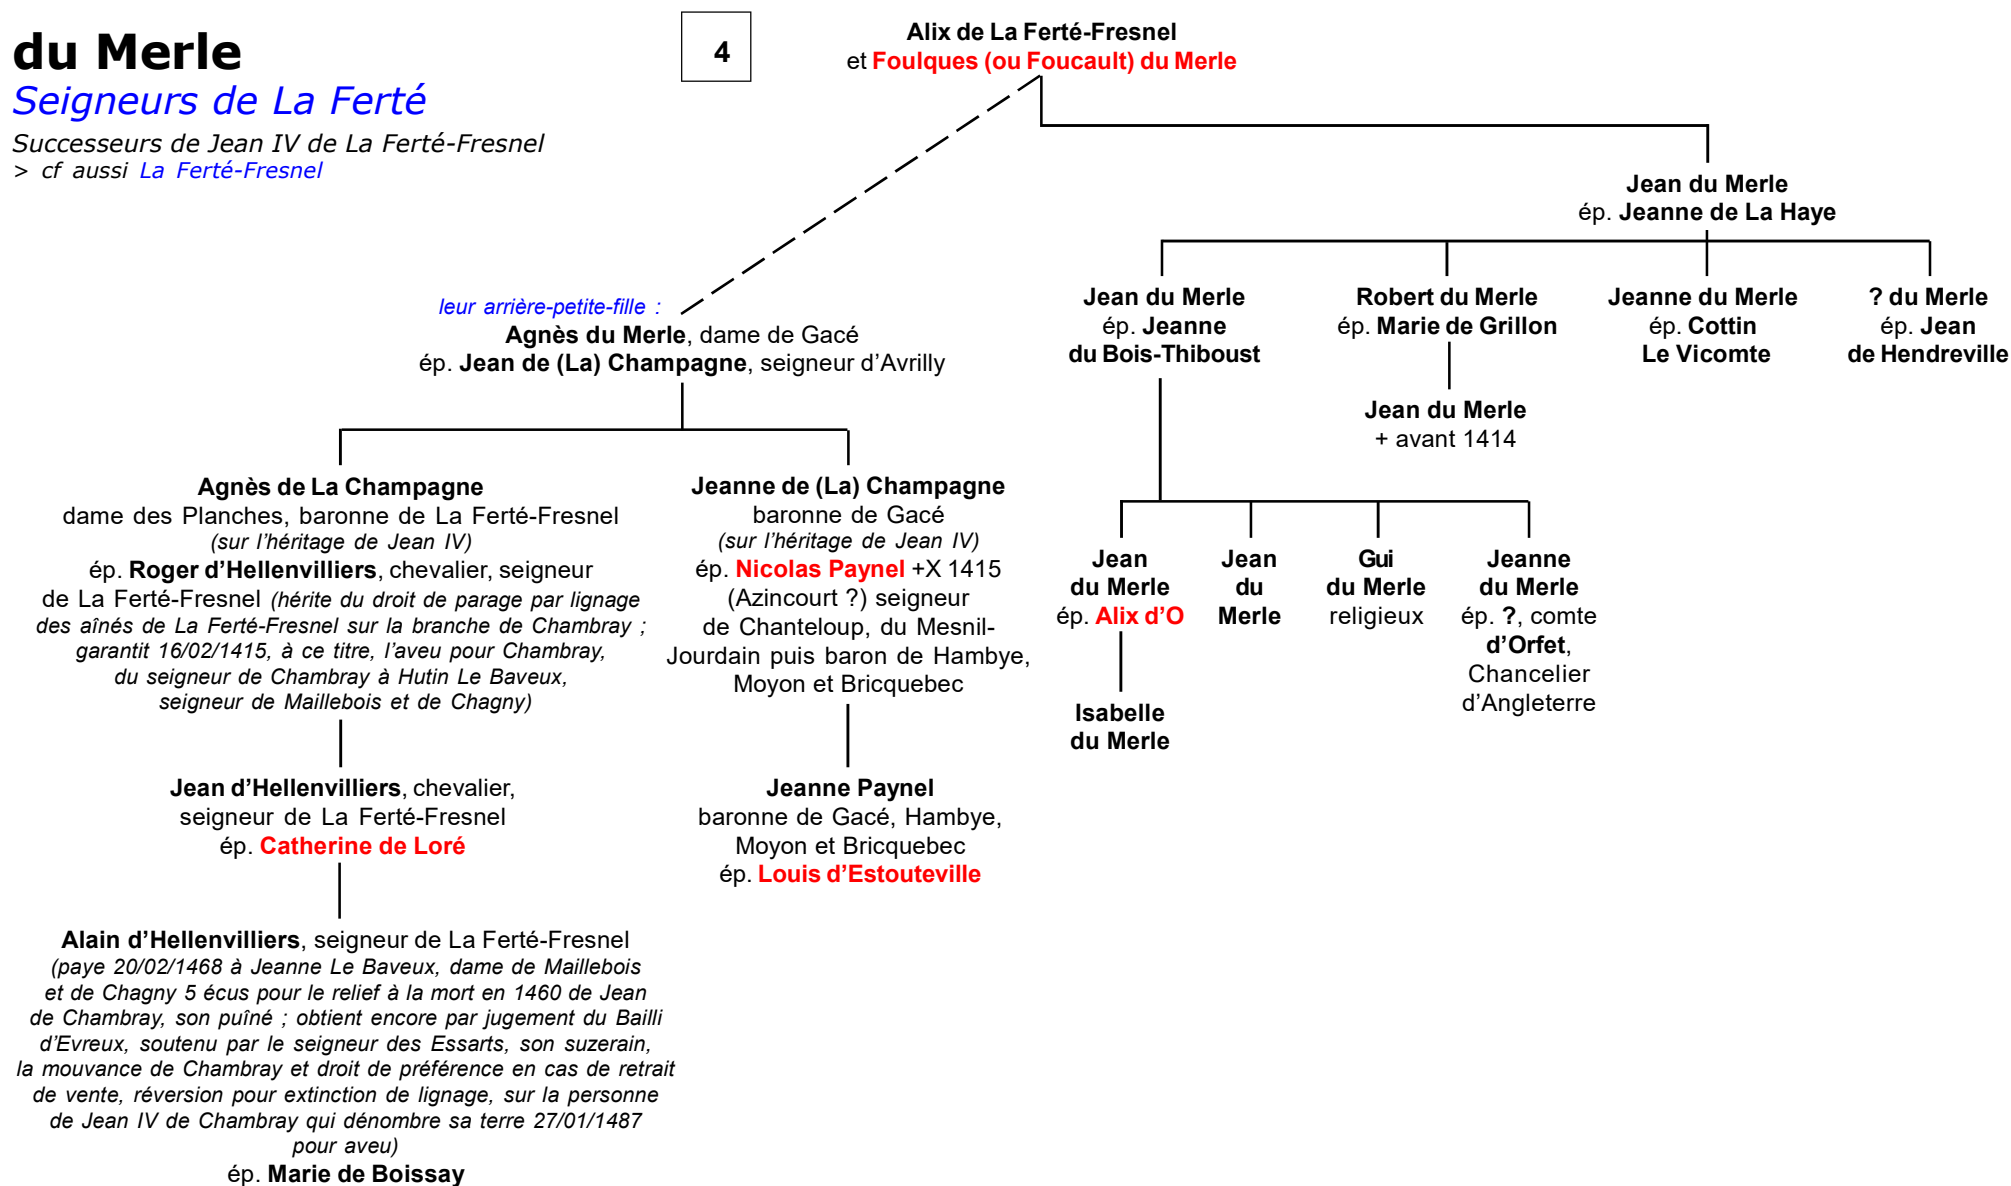 du Merle
Seigneurs de La Ferté
Successeurs de Jean IV de La Ferté-Fresnel
> cf aussi La Ferté-Fresnel
4
Alix de La Ferté-Fresnel
et Foulques (ou Foucault) du Merle
Jean du Merle
ép. Jeanne de La Haye
leur arrière-petite-fille :
Agnès du Merle, dame de Gacé
ép. Jean de (La) Champagne, seigneur d'Avrilly
Jean du Merle
ép. Jeanne
du Bois-Thiboust
Robert du Merle
ép. Marie de Grillon
Jeanne du Merle
ép. Cottin
Le Vicomte
? du Merle
ép. Jean
de Hendreville
Jean du Merle
+ avant 1414
Agnès de La Champagne
dame des Planches, baronne de La Ferté-Fresnel
(sur l'héritage de Jean IV)
ép. Roger d'Hellenvilliers, chevalier, seigneur
de La Ferté-Fresnel (hérite du droit de parage par lignage
des aînés de La Ferté-Fresnel sur la branche de Chambray ;
garantit 16/02/1415, à ce titre, l'aveu pour Chambray,
du seigneur de Chambray à Hutin Le Baveux,
seigneur de Maillebois et de Chagny)
Jeanne de (La) Champagne
baronne de Gacé
(sur l'héritage de Jean IV)
ép. Nicolas Paynel +X 1415
(Azincourt ?) seigneur
de Chanteloup, du Mesnil-
Jourdain puis baron de Hambye,
Moyon et Bricquebec
Jean
du Merle
ép. Alix d'O
Jean
du
Merle
Gui
du Merle
religieux
Jeanne
du Merle
ép. ?, comte
d'Orfet,
Chancelier
d'Angleterre
Isabelle
du Merle
Jean d'Hellenvilliers, chevalier,
seigneur de La Ferté-Fresnel
ép. Catherine de Loré
Jeanne Paynel
baronne de Gacé, Hambye,
Moyon et Bricquebec
ép. Louis d'Estouteville
Alain d'Hellenvilliers, seigneur de La Ferté-Fresnel
(paye 20/02/1468 à Jeanne Le Baveux, dame de Maillebois
et de Chagny 5 écus pour le relief à la mort en 1460 de Jean
de Chambray, son puîné ; obtient encore par jugement du Bailli
d'Evreux, soutenu par le seigneur des Essarts, son suzerain,
la mouvance de Chambray et droit de préférence en cas de retrait
de vente, réversion pour extinction de lignage, sur la personne
de Jean IV de Chambray qui dénombre sa terre 27/01/1487
pour aveu)
ép. Marie de Boissay